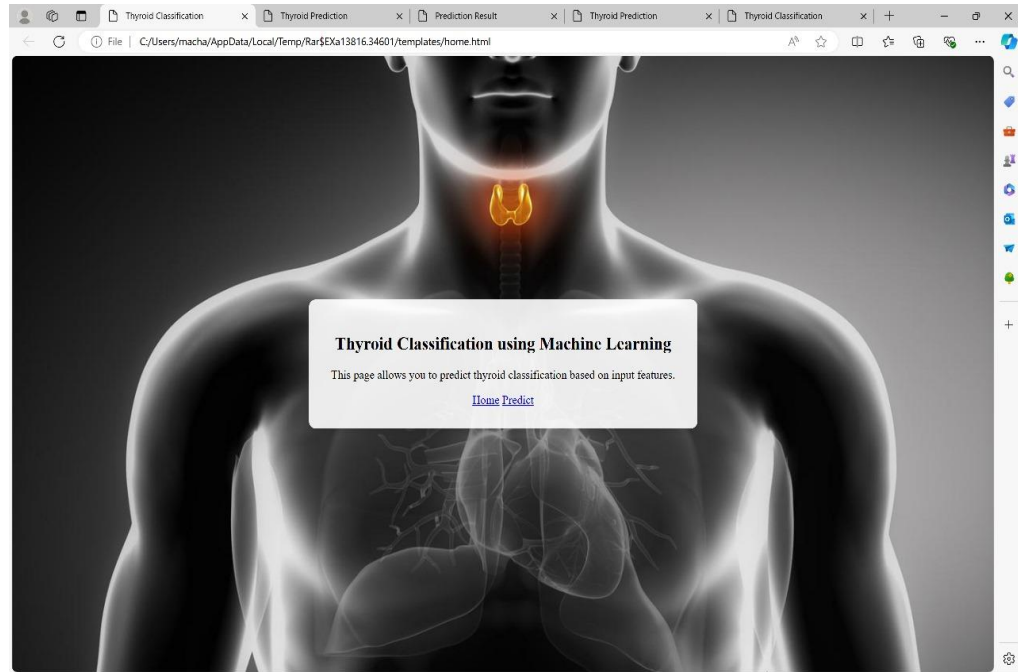 Thyroid Classification
Thyroid Prediction
Prediction Result
Thyroid Prediction
Thyroid Classification
File
C:/Users/macha/AppData/Local/Temp/Rar$EXa13816.34601/templates/home.html
Thyroid Classification using Machine Learning
This page allows you to predict thyroid classification based on input features.
Home Predict